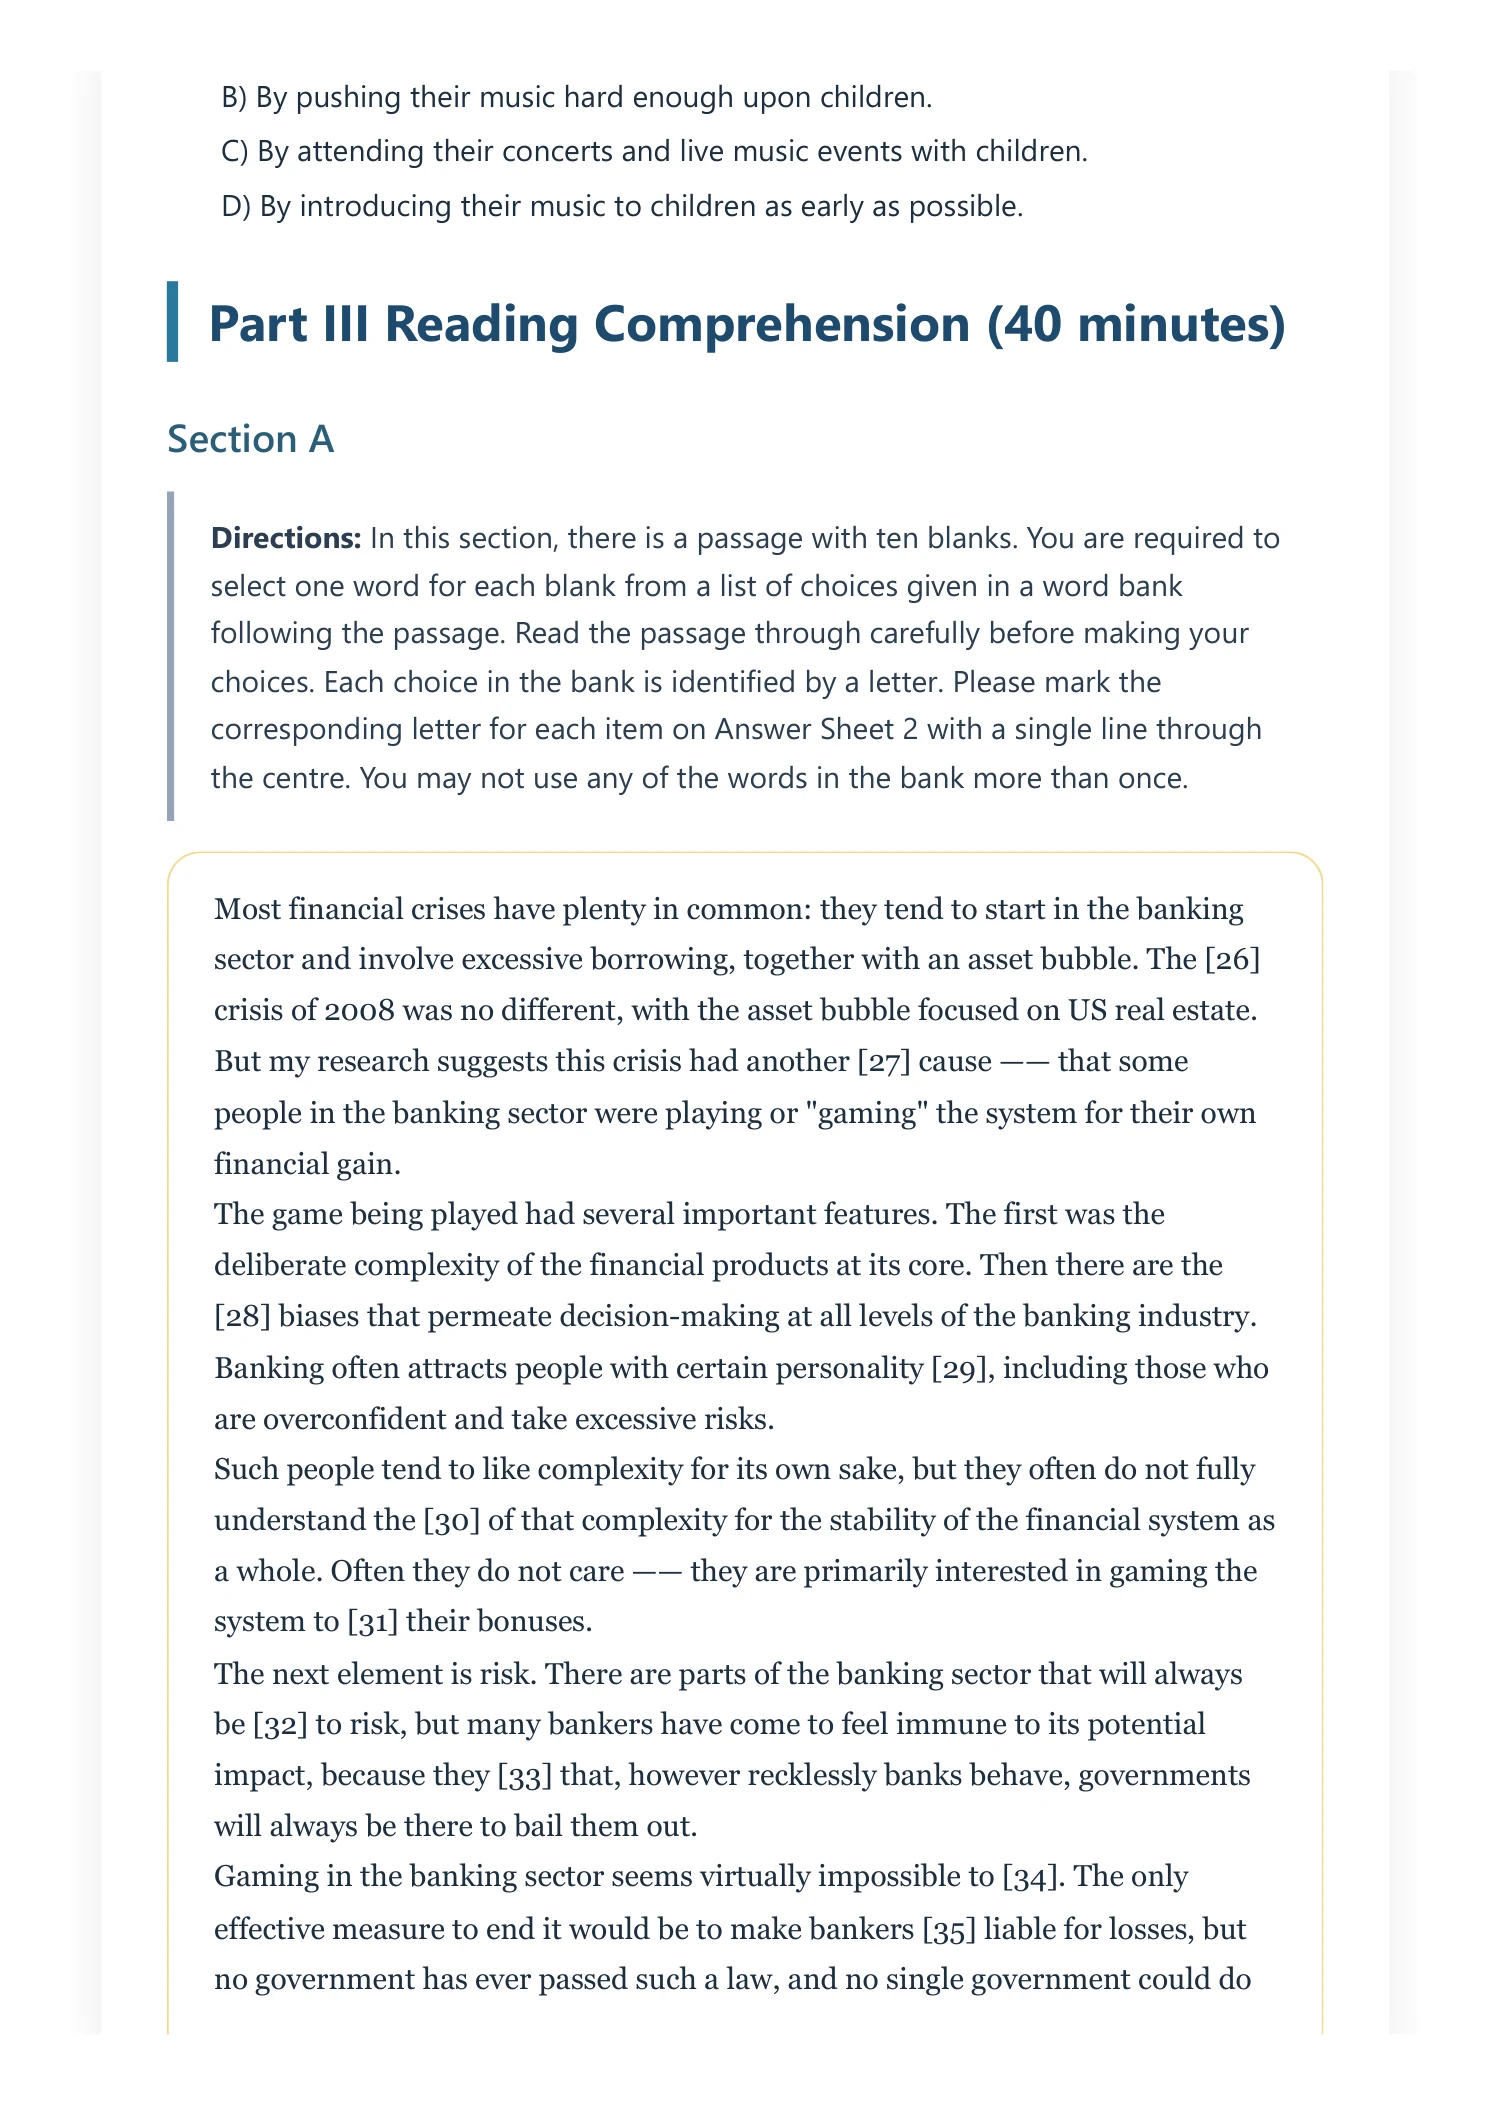 B) By pushing their music hard enough upon children.
C) By attending their concerts and live music events with children.
D) By introducing their music to children as early as possible.
Part III Reading Comprehension (40 minutes)
Section A
Directions: In this section, there is a passage with ten blanks. You are required to
select one word for each blank from a list of choices given in a word bank
following the passage. Read the passage through carefully before making your
choices. Each choice in the bank is identified by a letter. Please mark the
corresponding letter for each item on Answer Sheet 2 with a single line through
the centre. You may not use any of the words in the bank more than once.
Most financial crises have plenty in common: they tend to start in the banking
sector and involve excessive borrowing, together with an asset bubble. The [26]
crisis of 2008 was no different, with the asset bubble focused on US real estate.
But my research suggests this crisis had another [27] cause —— that some
people in the banking sector were playing or "gaming" the system for their own
financial gain.
The game being played had several important features. The first was the
deliberate complexity of the financial products at its core. Then there are the
[28] biases that permeate decision-making at all levels of the banking industry.
Banking often attracts people with certain personality [29], including those who
are overconfident and take excessive risks.
Such people tend to like complexity for its own sake, but they often do not fully
understand the [30] of that complexity for the stability of the financial system as
a whole. Often they do not care —— they are primarily interested in gaming the
system to [31] their bonuses.
The next element is risk. There are parts of the banking sector that will always
be [32] to risk, but many bankers have come to feel immune to its potential
impact, because they [33] that, however recklessly banks behave, governments
will always be there to bail them out.
Gaming in the banking sector seems virtually impossible to [34]. The only
effective measure to end it would be to make bankers [35] liable for losses, but
no government has ever passed such a law, and no single government could do